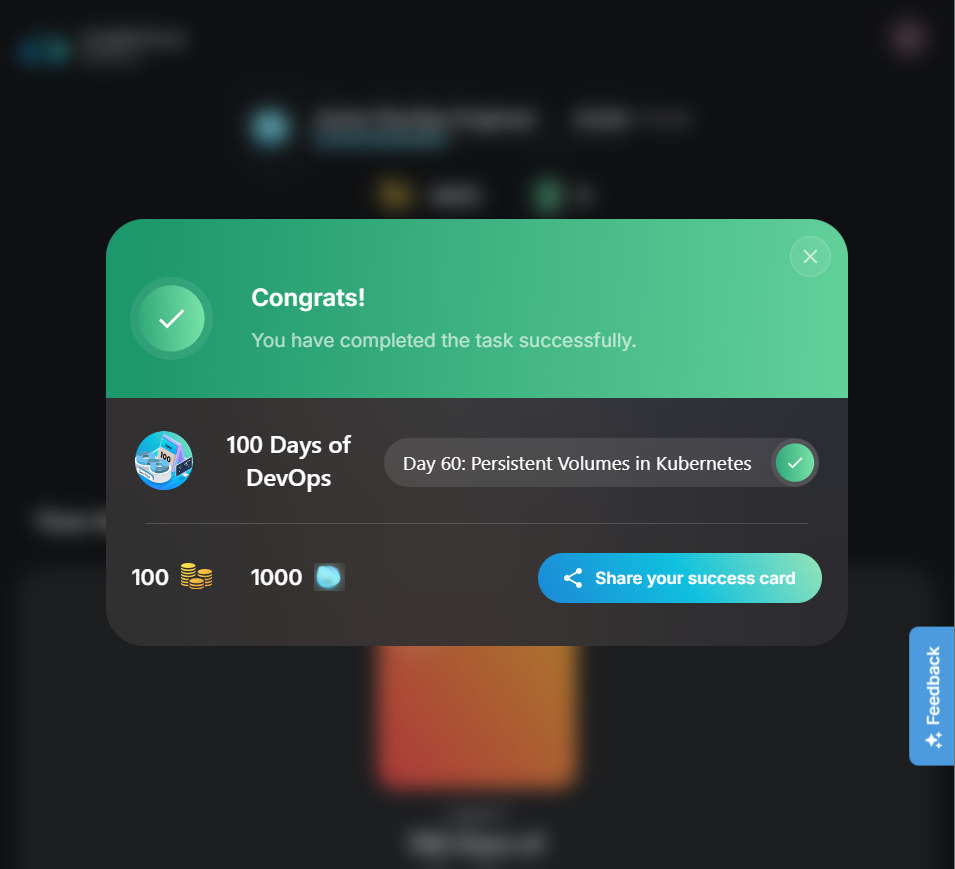 Congrats!
You have completed the task successfully.
100 Days of
DevOps
Day 60: Persistent Volumes in Kubernetes
100
1000
Share your success card
Feedback